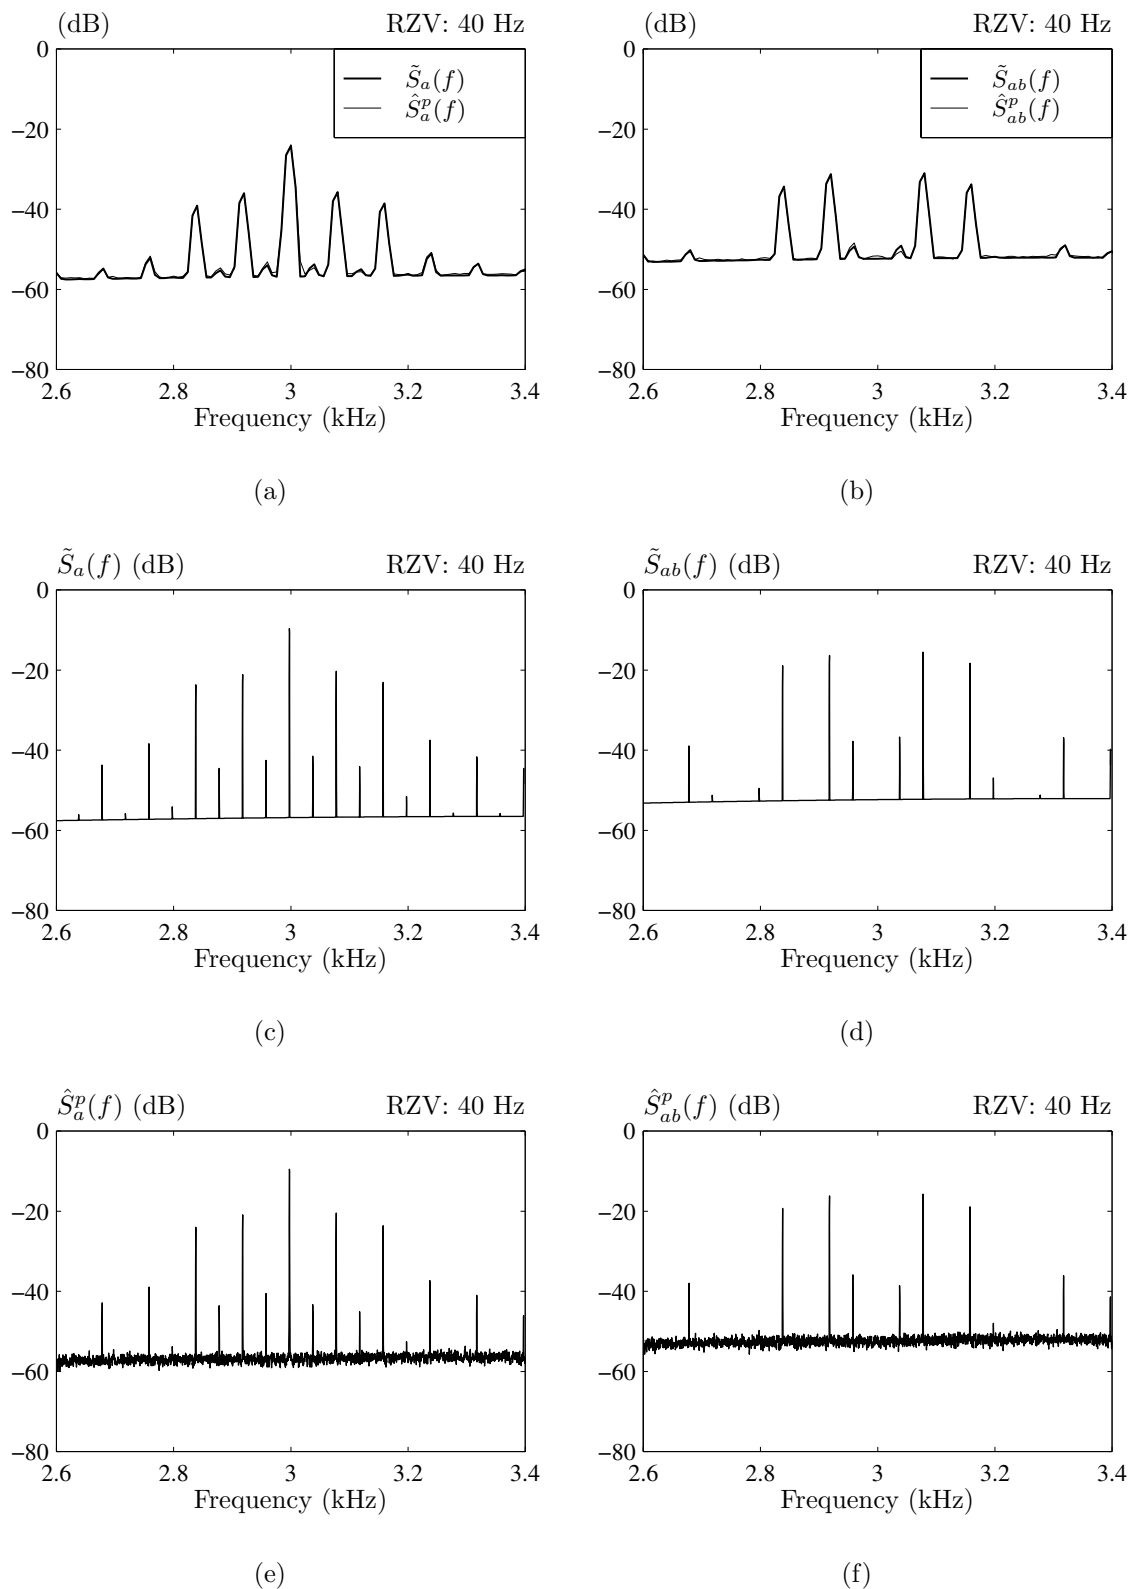 (dB) RZV: 40 Hz
0
−20
−40
−60
−80
S̃ₐ(f)
Ŝₐᵖ(f)
2.6 2.8 3 3.2 3.4
Frequency (kHz)
(a)
(dB) RZV: 40 Hz
0
−20
−40
−60
−80
S̃_{ab}(f)
Ŝ_{ab}^p(f)
2.6 2.8 3 3.2 3.4
Frequency (kHz)
(b)
S̃ₐ(f) (dB) RZV: 40 Hz
0
−20
−40
−60
−80
2.6 2.8 3 3.2 3.4
Frequency (kHz)
(c)
S̃_{ab}(f) (dB) RZV: 40 Hz
0
−20
−40
−60
−80
2.6 2.8 3 3.2 3.4
Frequency (kHz)
(d)
Ŝₐᵖ(f) (dB) RZV: 40 Hz
0
−20
−40
−60
−80
2.6 2.8 3 3.2 3.4
Frequency (kHz)
(e)
Ŝ_{ab}^p(f) (dB) RZV: 40 Hz
0
−20
−40
−60
−80
2.6 2.8 3 3.2 3.4
Frequency (kHz)
(f)